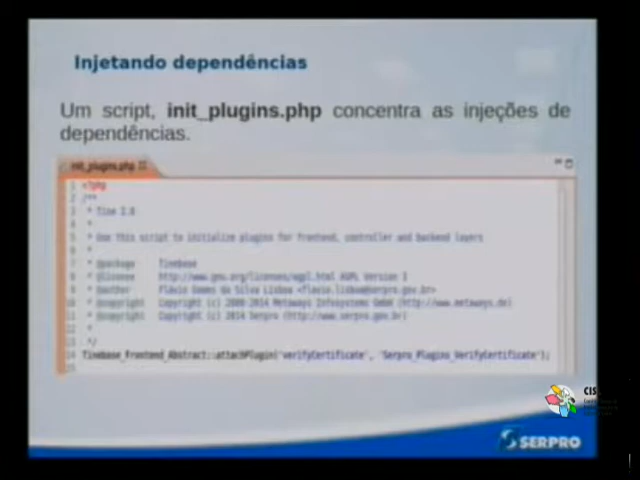 Injetando dependências
Um script, init_plugins.php concentra as injeções de
dependências.
init_plugins.php
1 <?php
2 /**
3 * Tine 2.0
4 *
5 * Use this script to initialize plugins for frontend, controller and backend layers
6 *
7 * @package Tinebase
8 * @license http://www.gnu.org/licenses/agpl.html AGPL Version 3
9 * @author Flávio Gomes da Silva Lisboa <flavio.lisboa@serpro.gov.br>
10 * @copyright Copyright (c) 2008-2014 Metaways Infosystems GmbH (http://www.metaways.de)
11 * @copyright Copyright (c) 2014 Serpro (http://www.serpro.gov.br)
12 *
13 */
14 Tinebase_Frontend_Abstract::attachPlugin('verifyCertificate', 'Serpro_Plugins_VerifyCertificate');
15
CIS
SERPRO